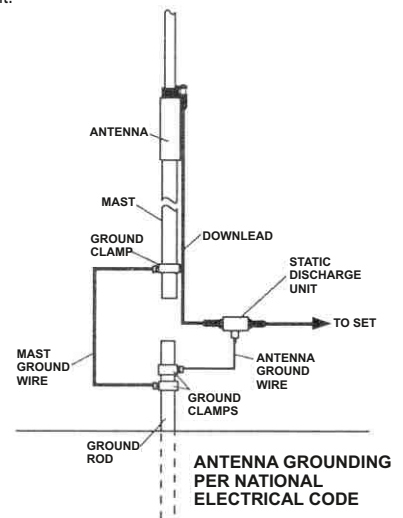 ANTENNA
MAST
GROUND
CLAMP
DOWNLEAD
STATIC
DISCHARGE
UNIT
TO SET
MAST
GROUND
WIRE
ANTENNA
GROUND
WIRE
GROUND
CLAMPS
GROUND
ROD
ANTENNA GROUNDING
PER NATIONAL
ELECTRICAL CODE